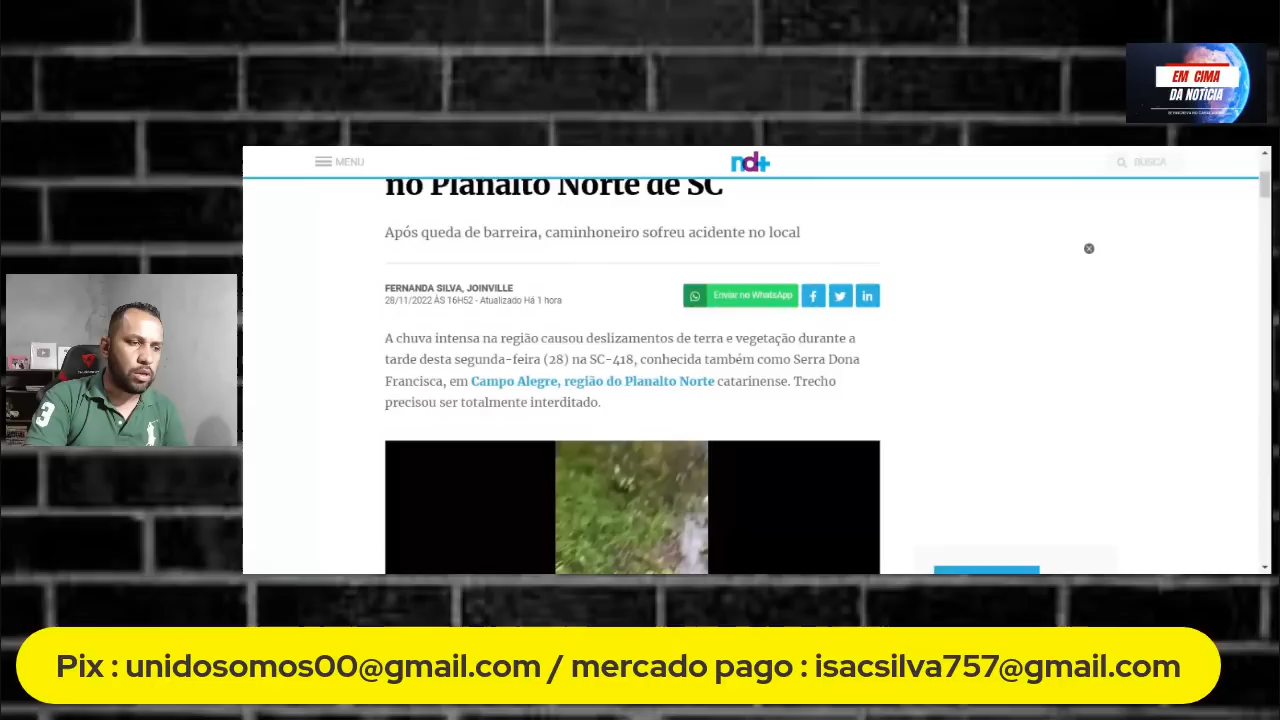 EM CIMA
DA NOTÍCIA
MENU
nd+
BUSCA
no Planalto Norte de SC
Após queda de barreira, caminhoneiro sofreu acidente no local
FERNANDA SILVA, JOINVILLE
28/11/2022 ÀS 16H52 - Atualizado Há 1 hora
Enviar no WhatsApp
A chuva intensa na região causou deslizamentos de terra e vegetação durante a
tarde desta segunda-feira (28) na SC-418, conhecida também como Serra Dona
Francisca, em Campo Alegre, região do Planalto Norte catarinense. Trecho
precisou ser totalmente interditado.
3
Pix : unidosomos00@gmail.com / mercado pago : isacsilva757@gmail.com